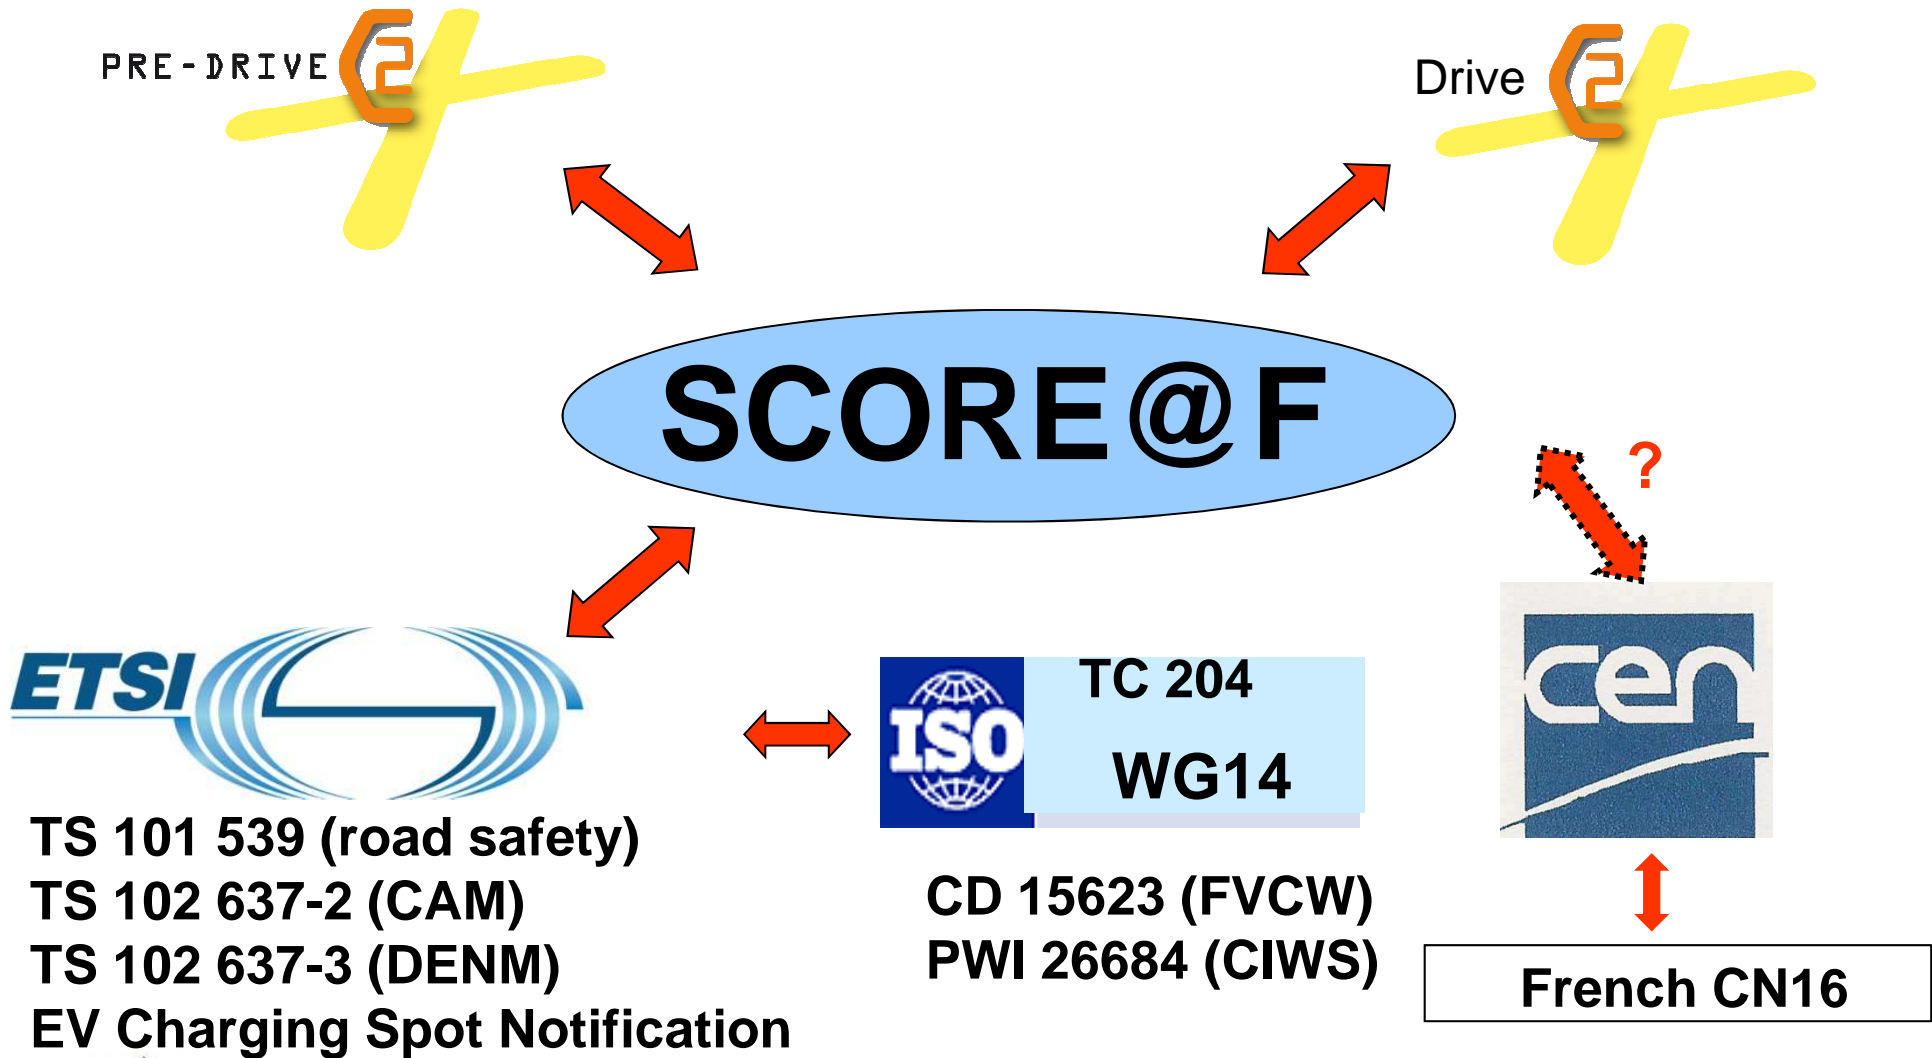 PRE-DRIVE C2X
Drive C2X
SCORE@F
?
ETSI
ISO
TC 204
WG14
cen
TS 101 539 (road safety)
TS 102 637-2 (CAM)
TS 102 637-3 (DENM)
EV Charging Spot Notification
CD 15623 (FVCW)
PWI 26684 (CIWS)
French CN16